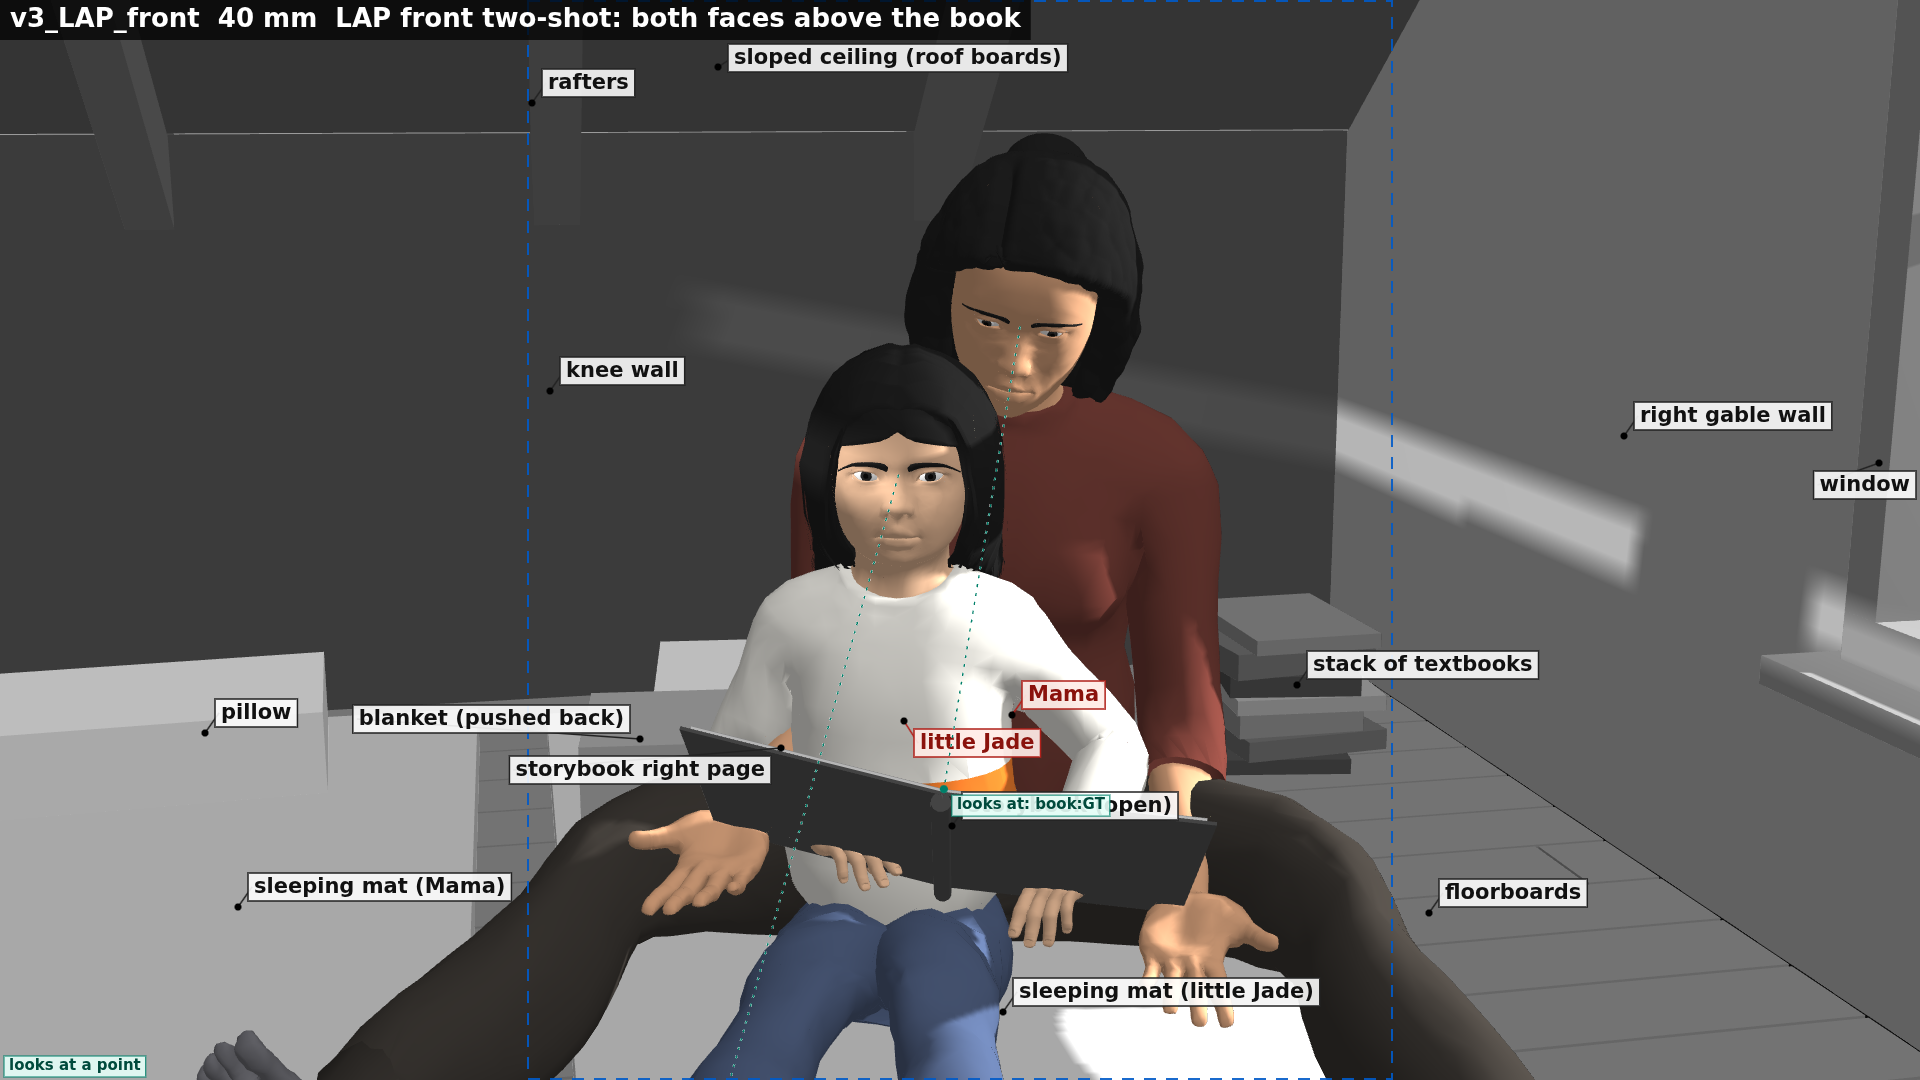 v3_LAP_front  40 mm  LAP front two-shot: both faces above the book
sloped ceiling (roof boards)
rafters
knee wall
right gable wall
window
stack of textbooks
Mama
pillow
blanket (pushed back)
little Jade
storybook right page
looks at: book:GT
open)
sleeping mat (Mama)
floorboards
sleeping mat (little Jade)
looks at a point